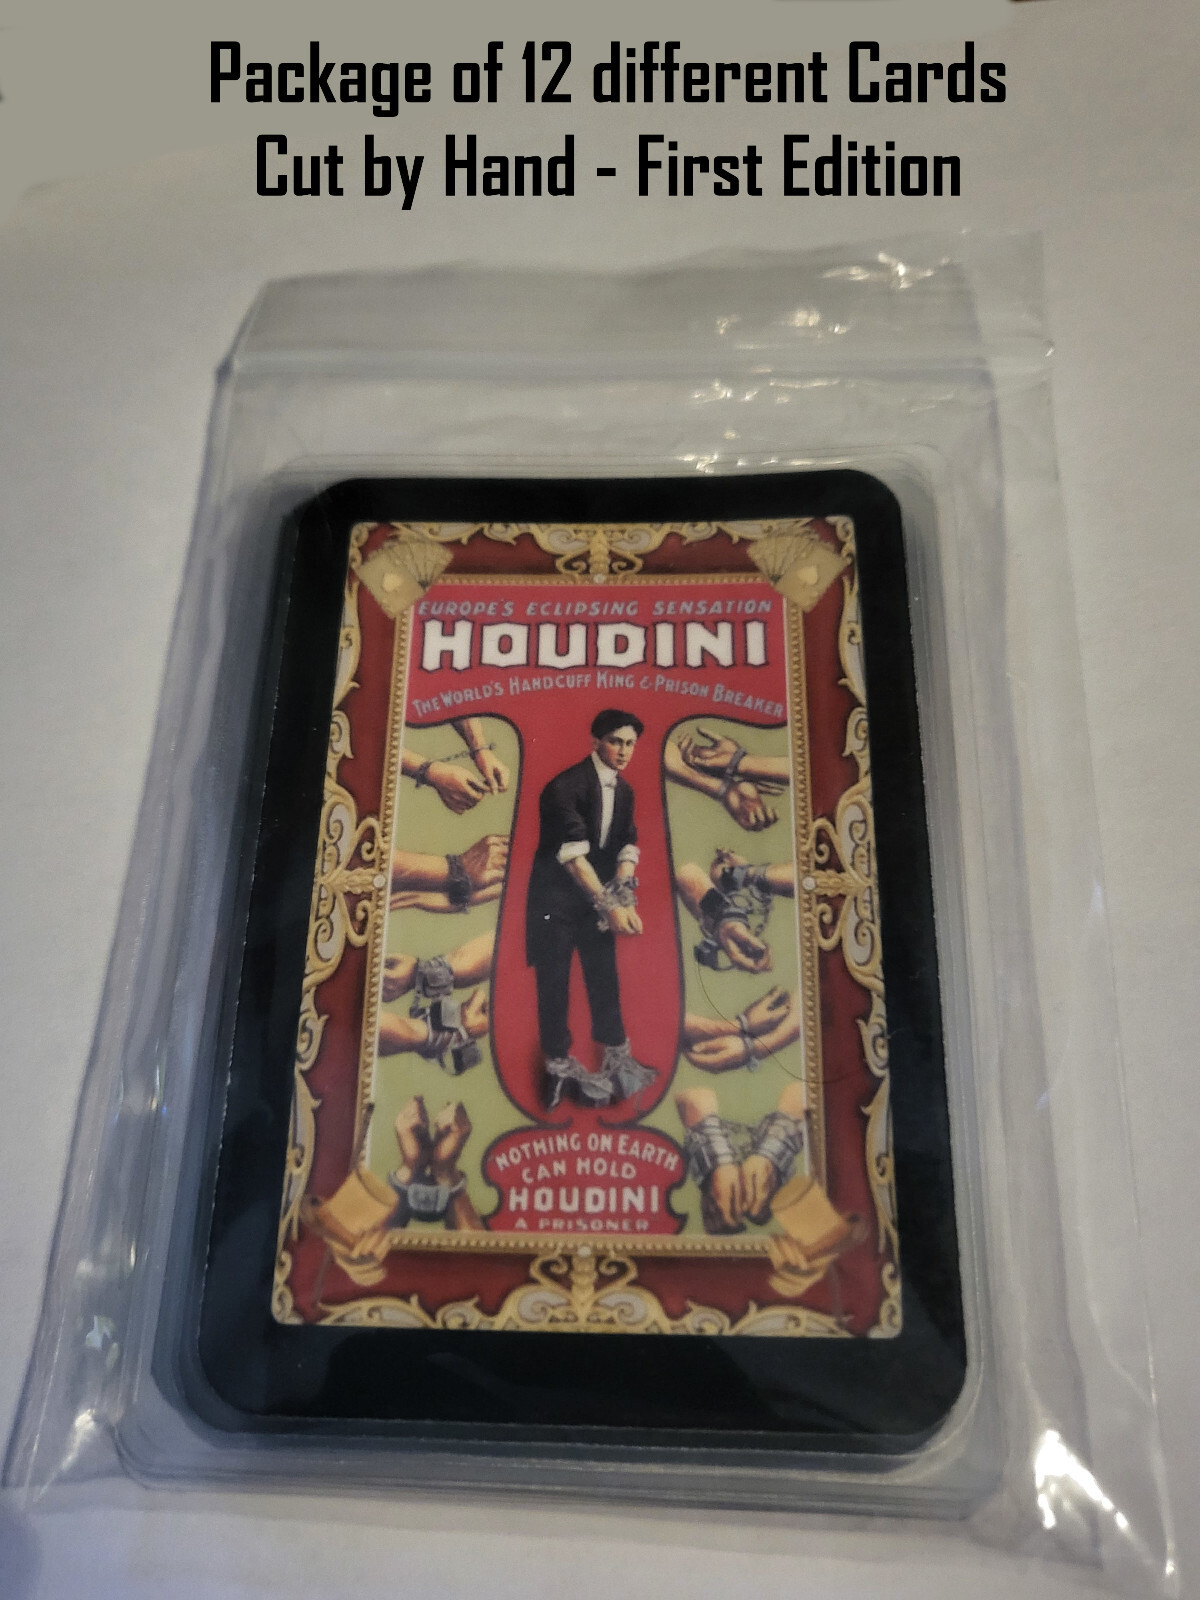 Package of 12 different Cards
Cut by Hand - First Edition
EUROPE'S ECLIPSING SENSATION
HOUDINI
THE WORLD'S HANDCUFF KING & PRISON BREAKER
NOTHING ON EARTH
CAN HOLD
HOUDINI
A PRISONER